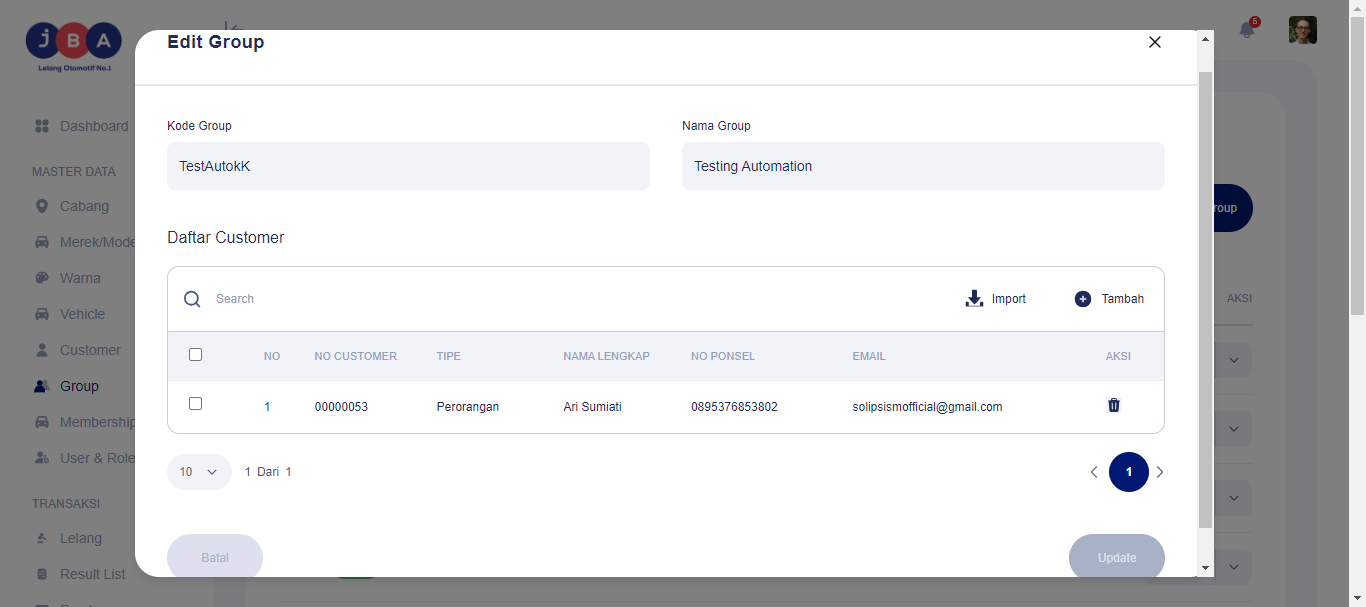 JBA
Lelang Otomotif No.1
5
Dashboard
MASTER DATA
Cabang
Merek/Mode
Warna
Vehicle
Customer
Group
Membership
User & Role
TRANSAKSI
Lelang
Result List
Edit Group
Kode Group
Nama Group
TestAutokK
Testing Automation
Daftar Customer
Search
Import
Tambah
NO NO CUSTOMER TIPE NAMA LENGKAP NO PONSEL EMAIL AKSI
1 00000053 Perorangan Ari Sumiati 0895376853802 solipsismofficial@gmail.com
10 1 Dari 1
1
Batal
Update
roup
AKSI